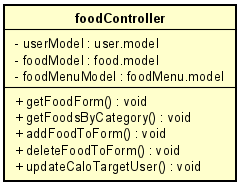 foodController
- userModel : user.model
- foodModel : food.model
- foodMenuModel : foodMenu.model
+ getFoodForm() : void
+ getFoodsByCategory() : void
+ addFoodToForm() : void
+ deleteFoodToForm() : void
+ updateCaloTargetUser() : void